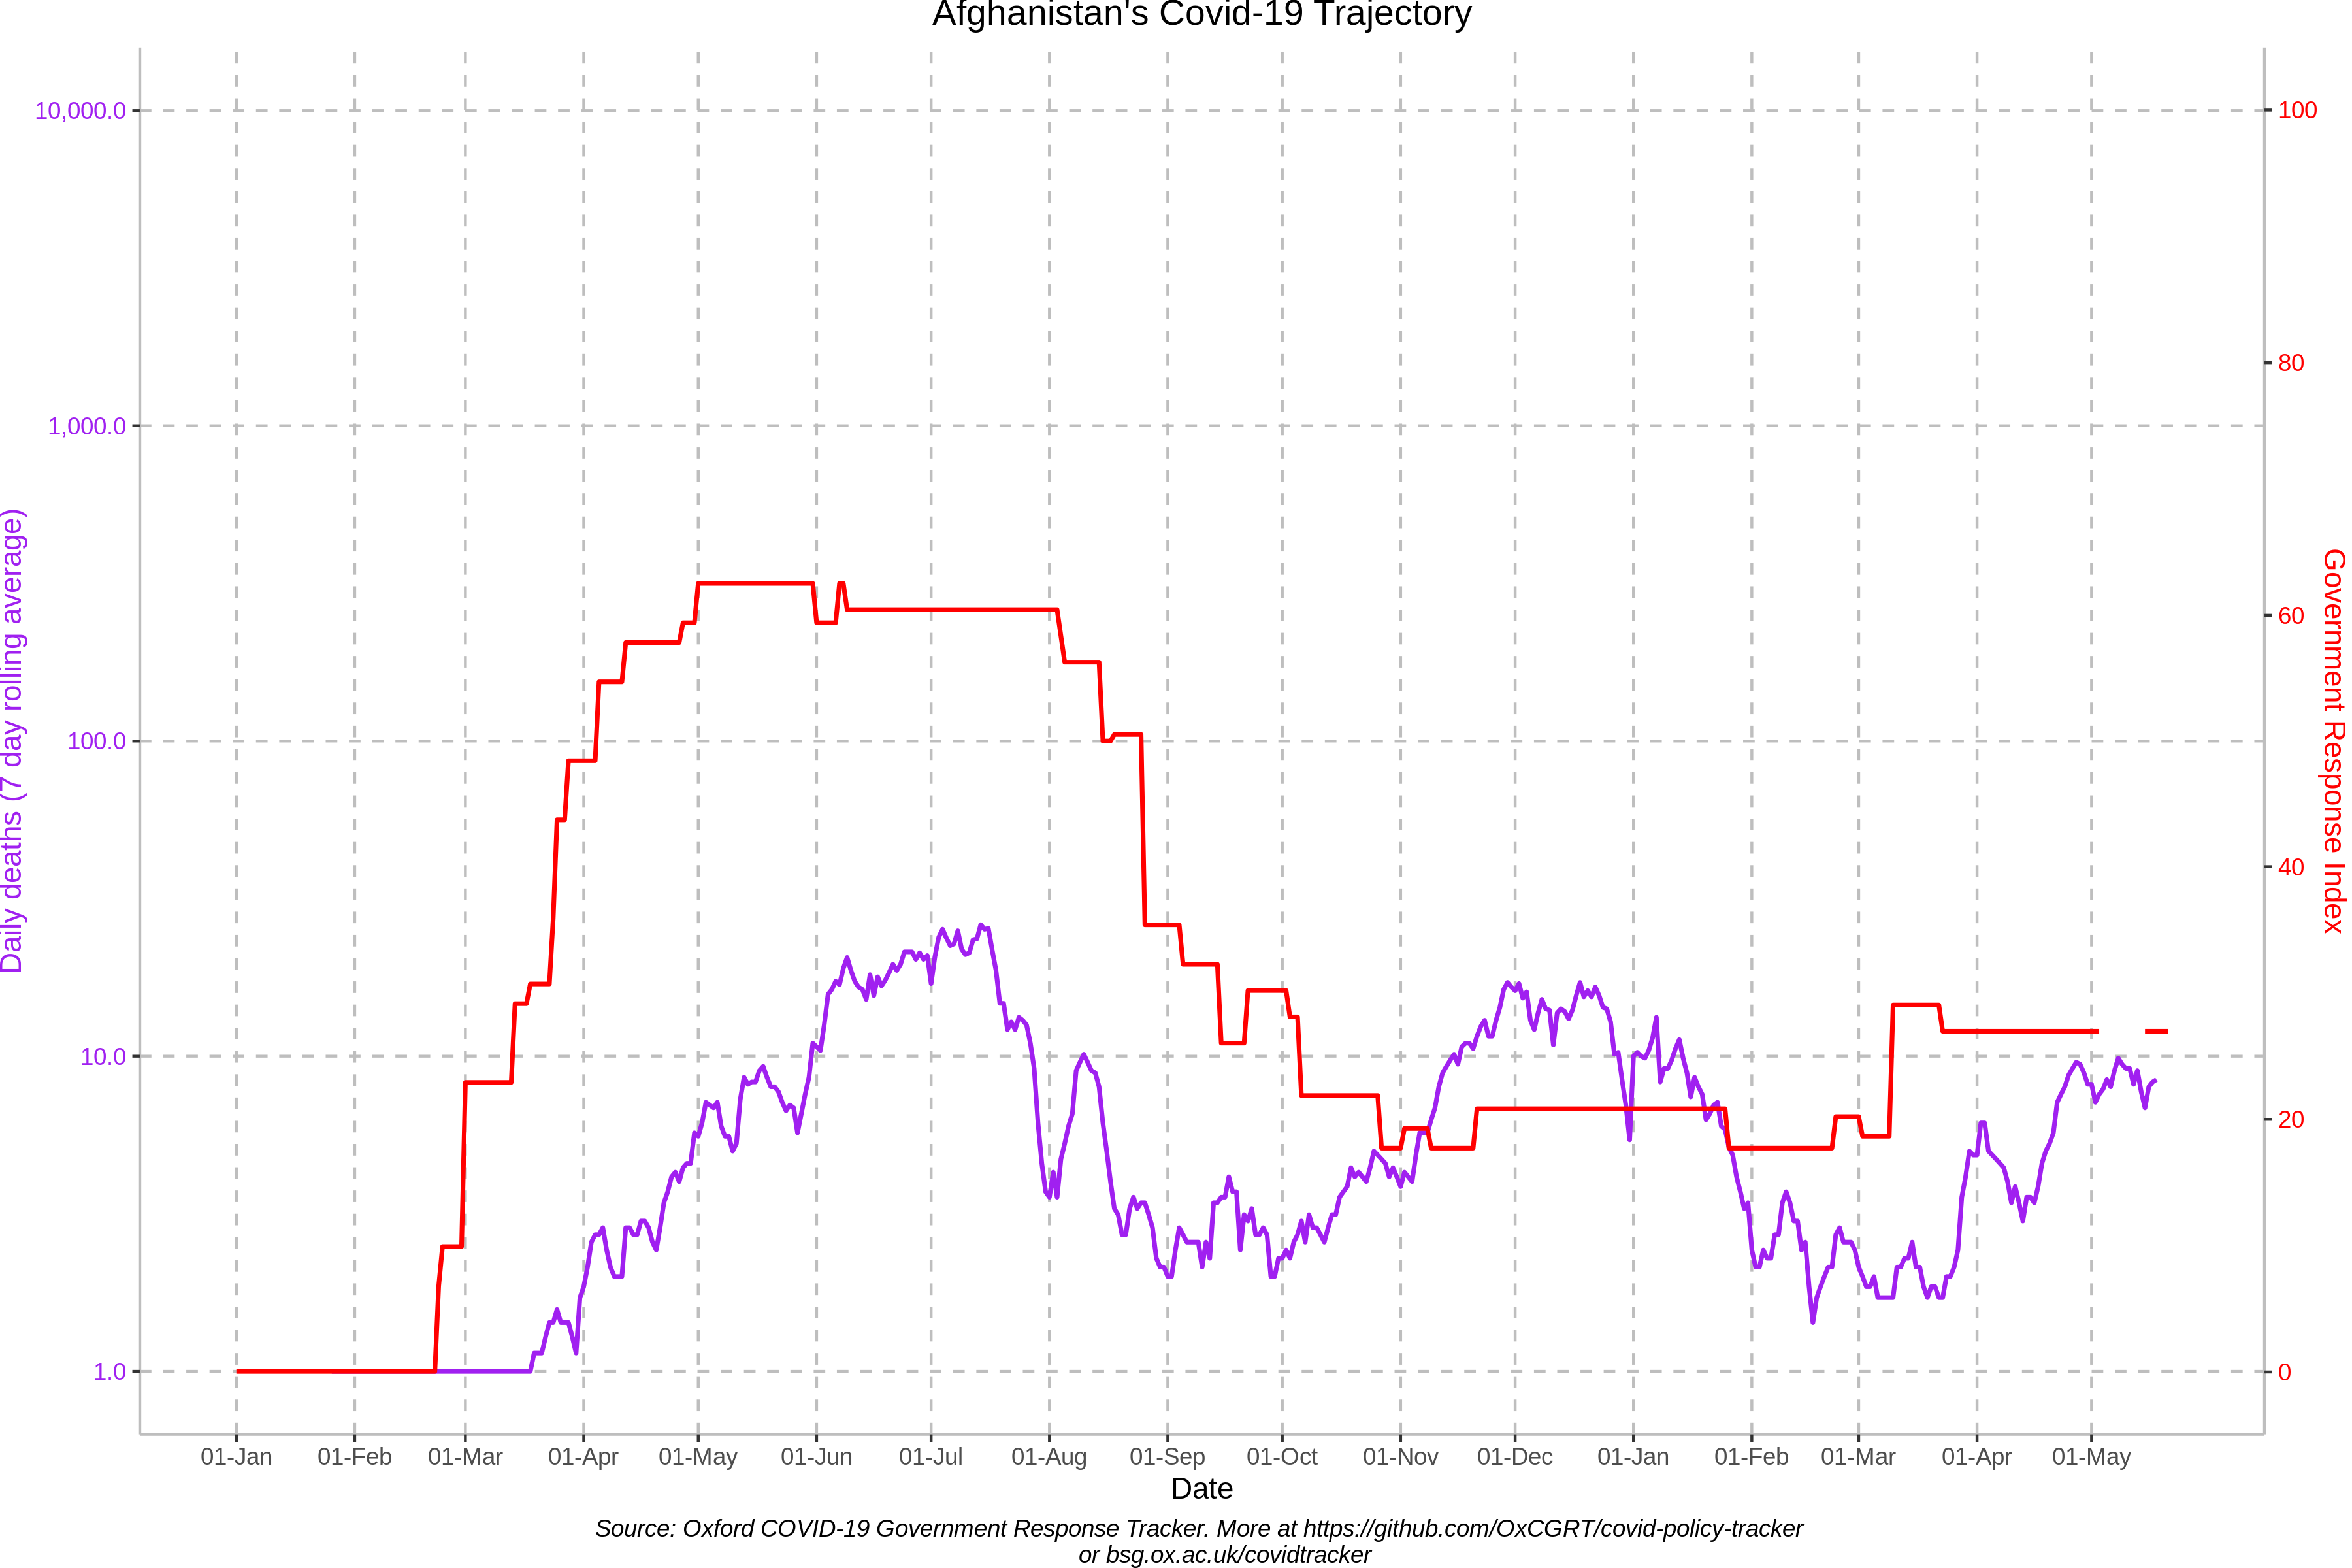 Afghanistan's Covid-19 Trajectory
10,000.0
1,000.0
100.0
10.0
1.0
Daily deaths (7 day rolling average)
100
80
60
40
20
0
Government Response Index
01-Jan 01-Feb 01-Mar 01-Apr 01-May 01-Jun 01-Jul 01-Aug 01-Sep 01-Oct 01-Nov 01-Dec 01-Jan 01-Feb 01-Mar 01-Apr 01-May
Date
Source: Oxford COVID-19 Government Response Tracker. More at https://github.com/OxCGRT/covid-policy-tracker
or bsg.ox.ac.uk/covidtracker